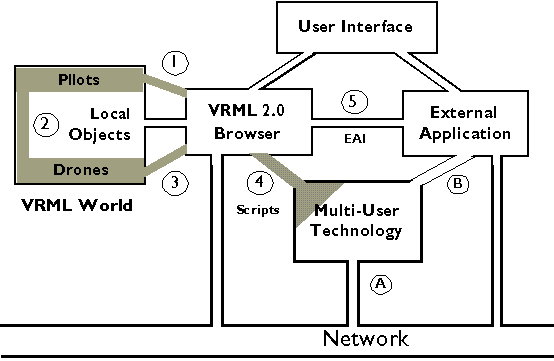 User Interface
1
Pilots
5
2
Local
Objects
VRML 2.0
Browser
External
Application
EAI
Drones
3
4
B
VRML World
Scripts
Multi-User
Technology
A
Network